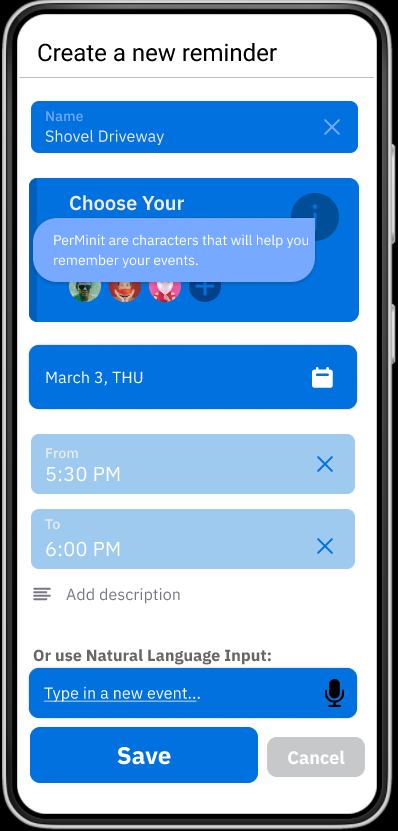 Create a new reminder
Name
Shovel Driveway
Choose Your
i
PerMinit are characters that will help you
remember your events.
March 3, THU
From
5:30 PM
To
6:00 PM
Add description
Or use Natural Language Input:
Type in a new event...
Save
Cancel